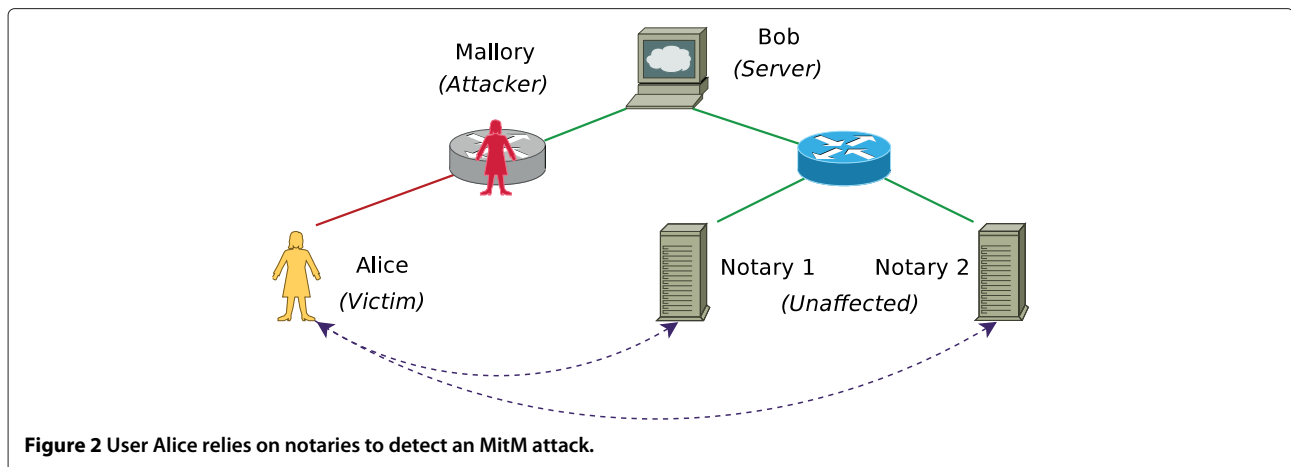 Mallory
(Attacker)
Bob
(Server)
Alice
(Victim)
Notary 1
Notary 2
(Unaffected)
Figure 2 User Alice relies on notaries to detect an MitM attack.